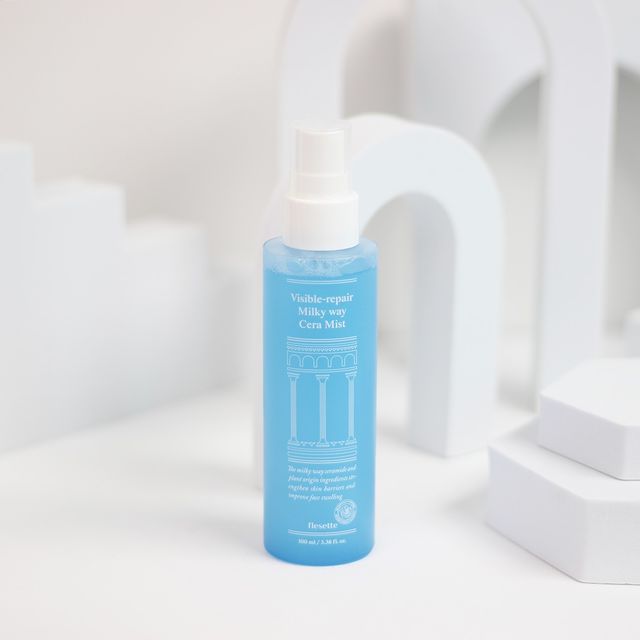 Visible-repair
Milky way
Cera Mist
The milky way ceramide and
plant origin ingredients str-
engthen skin barriers and
improve face swelling
flesette
100 ml / 3.38 fl. oz.